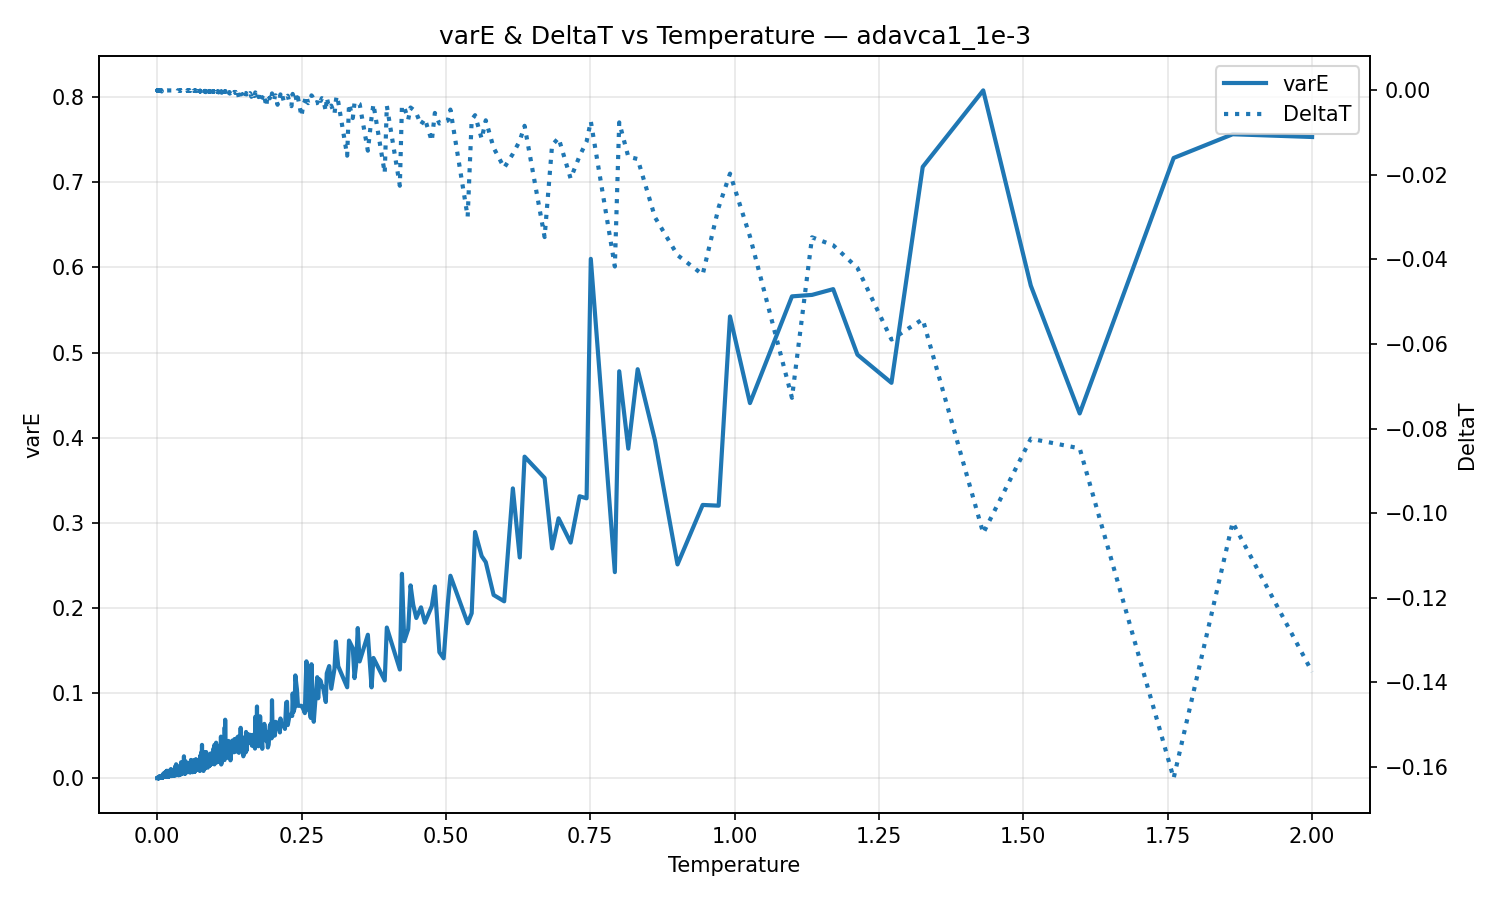 varE & DeltaT vs Temperature — adavca1_1e-3
varE
DeltaT
0.8
0.7
0.6
0.5
0.4
0.3
0.2
0.1
0.0
varE
0.00
−0.02
−0.04
−0.06
−0.08
−0.10
−0.12
−0.14
−0.16
DeltaT
0.00 0.25 0.50 0.75 1.00 1.25 1.50 1.75 2.00
Temperature